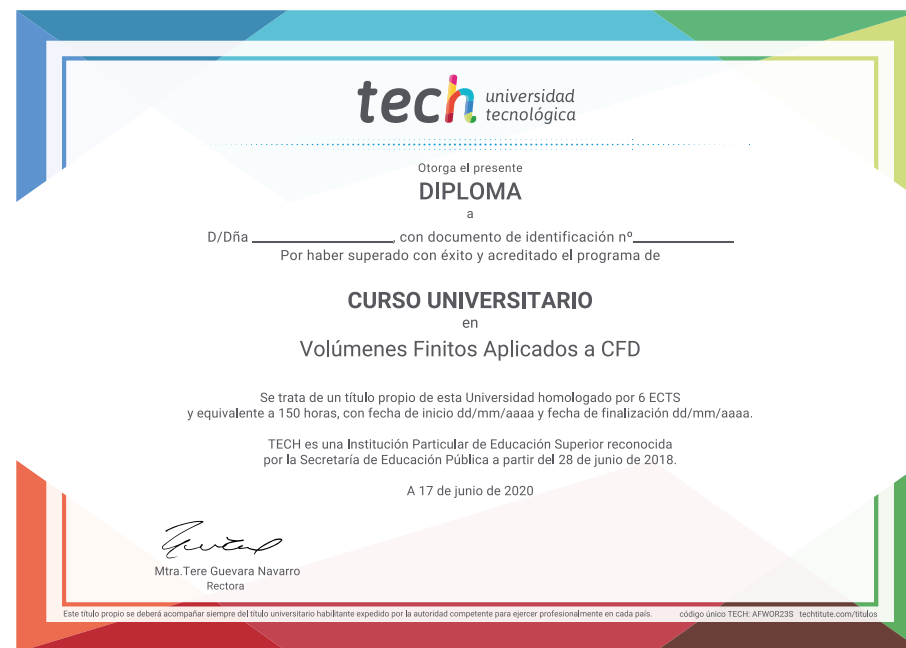 tech universidad
tecnológica
Otorga el presente
DIPLOMA
a
D/Dña ____________________, con documento de identificación nº______________
Por haber superado con éxito y acreditado el programa de
CURSO UNIVERSITARIO
en
Volúmenes Finitos Aplicados a CFD
Se trata de un título propio de esta Universidad homologado por 6 ECTS
y equivalente a 150 horas, con fecha de inicio dd/mm/aaaa y fecha de finalización dd/mm/aaaa.
TECH es una Institución Particular de Educación Superior reconocida
por la Secretaría de Educación Pública a partir del 28 de junio de 2018.
A 17 de junio de 2020
Mtra.Tere Guevara Navarro
Rectora
Este título propio se deberá acompañar siempre del título universitario habilitante expedido por la autoridad competente para ejercer profesionalmente en cada país. código único TECH: AFWOR23S techtitute.com/titulos